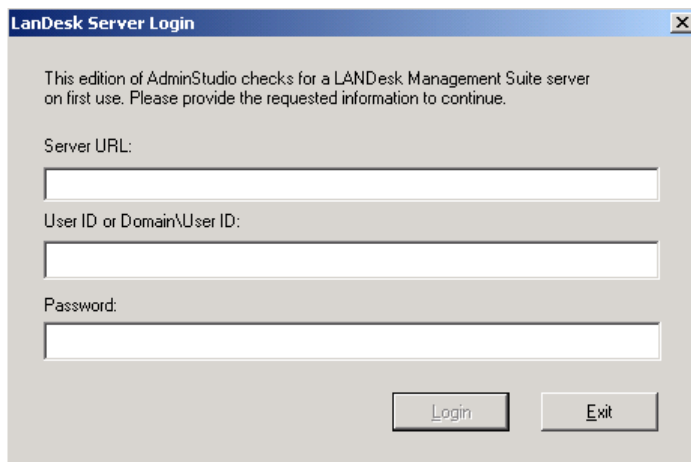 LanDesk Server Login
This edition of AdminStudio checks for a LANDesk Management Suite server
on first use. Please provide the requested information to continue.
Server URL:
User ID or Domain\User ID:
Password:
Login
Exit